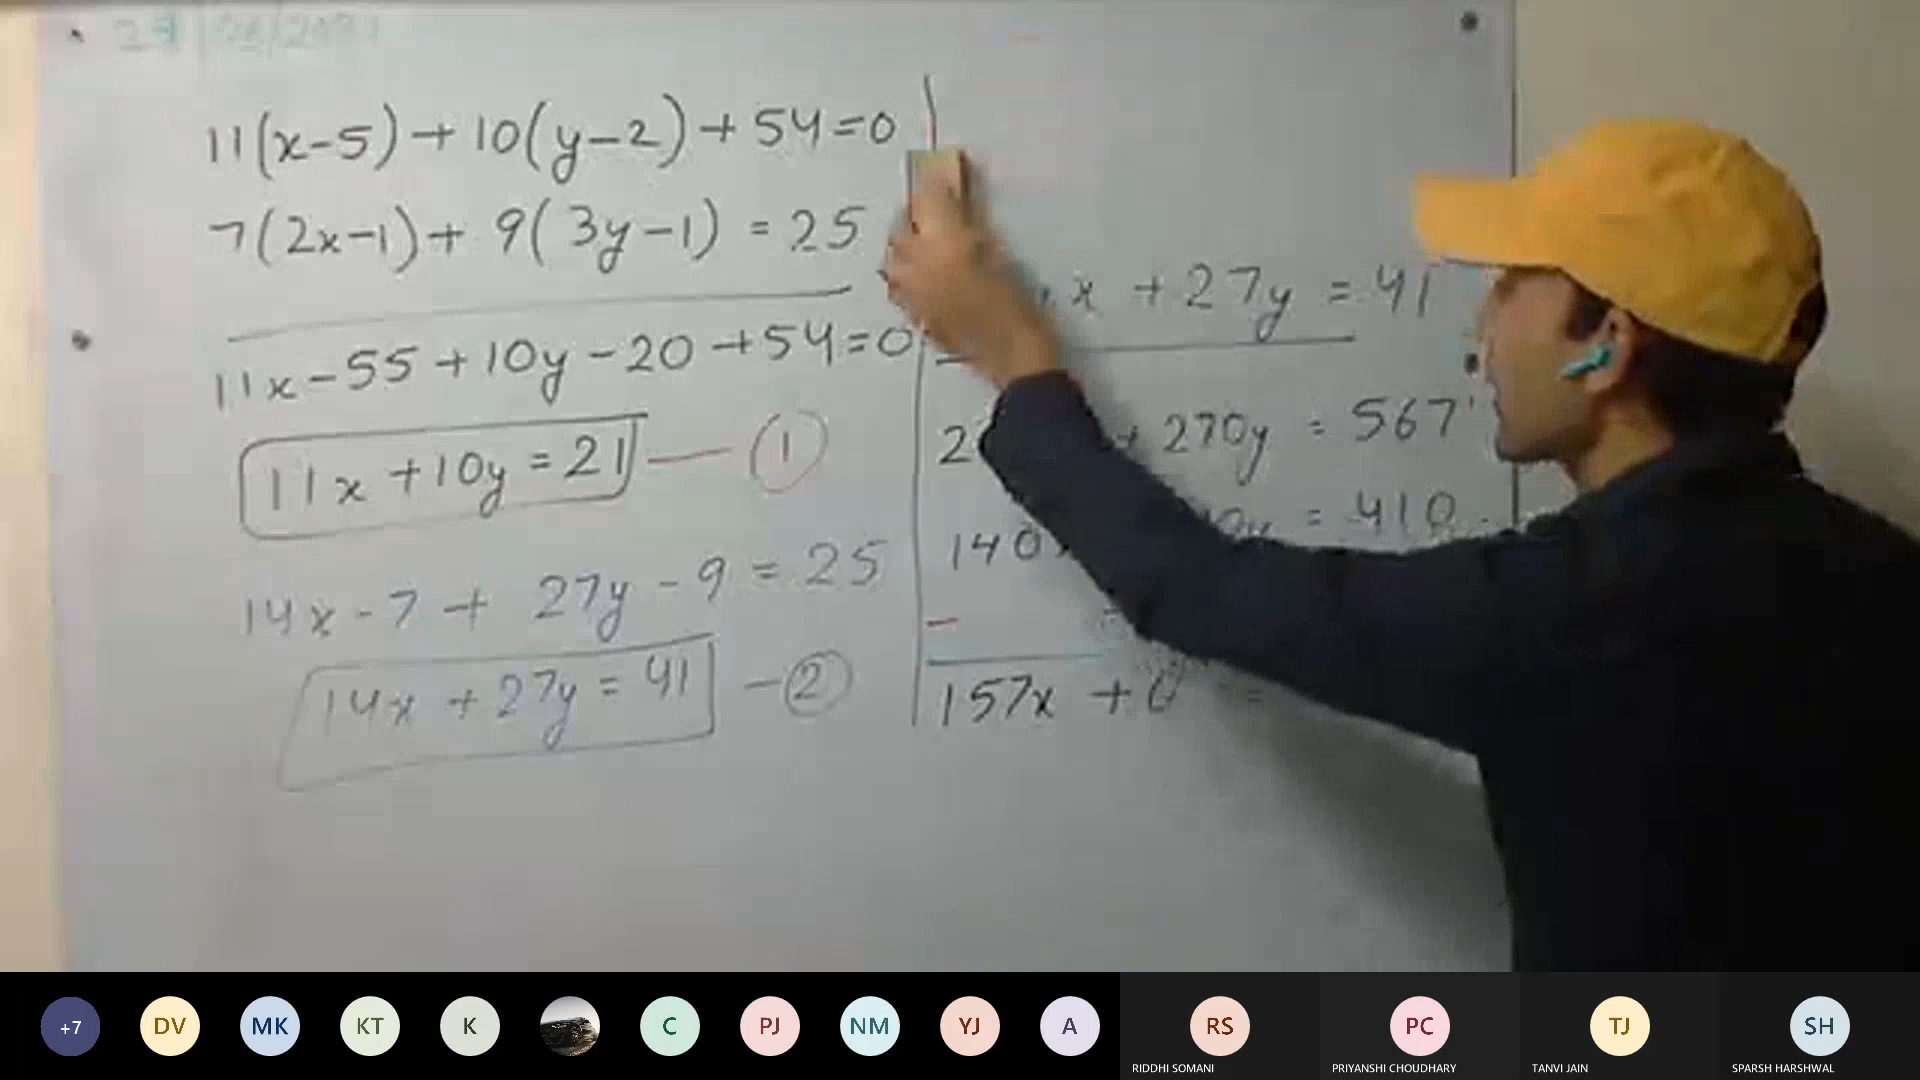 11(x-5)+10(y-2)+54=0
7(2x-1)+ 9(3y-1) = 25
11x-55+10y-20+54=0
11x+10y=21 — 1
14x-7+ 27y-9=25
14x+27y=41 -2
x +27y=41
+ 270y = 567
140 = 410
157x +0 =
+7 DV MK KT K C PJ NM YJ A RS PC TJ SH
RIDDHI SOMANI PRIYANSHI CHOUDHARY TANVI JAIN SPARSH HARSHWAL